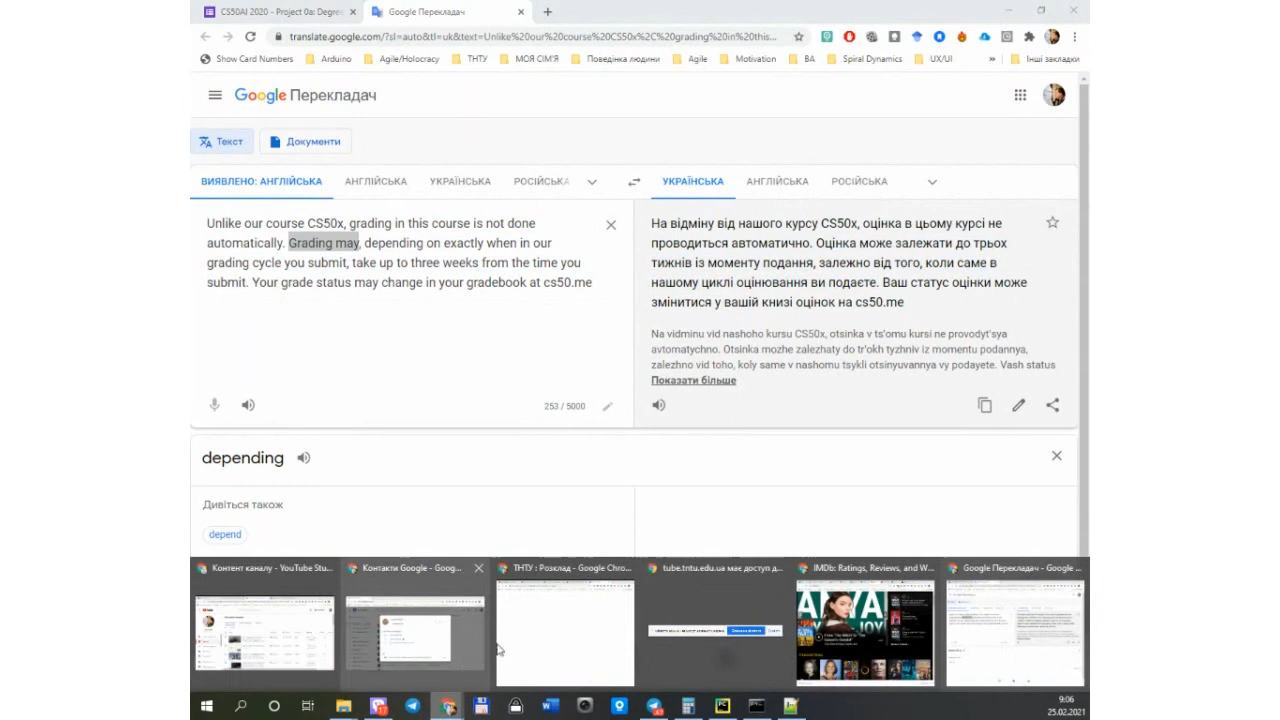 CS50AI 2020 - Project 0a: Degree
Google Перекладач
translate.google.com/?sl=auto&tl=uk&text=Unlike%20our%20course%20CS50x%2C%20grading%20in%20this...
Show Card Numbers
Arduino
Agile/Holocracy
ТНТУ
МОЯ СІМ'Я
Поведінка людини
Agile
Motivation
BA
Spiral Dynamics
UX/UI
»
Інші закладки
Google Перекладач
Текст
Документи
ВИЯВЛЕНО: АНГЛІЙСЬКА
АНГЛІЙСЬКА
УКРАЇНСЬКА
РОСІЙСЬКА
УКРАЇНСЬКА
АНГЛІЙСЬКА
РОСІЙСЬКА
Unlike our course CS50x, grading in this course is not done
automatically. Grading may, depending on exactly when in our
grading cycle you submit, take up to three weeks from the time you
submit. Your grade status may change in your gradebook at cs50.me
На відміну від нашого курсу CS50x, оцінка в цьому курсі не
проводиться автоматично. Оцінка може залежати до трьох
тижнів із моменту подання, залежно від того, коли саме в
нашому циклі оцінювання ви подаєте. Ваш статус оцінки може
змінитися у вашій книзі оцінок на cs50.me
Na vidminu vid nashoho kursu CS50x, otsinka v tsʹomu kursi ne provodytʹsya
avtomatychno. Otsinka mozhe zalezhaty do trʹokh tyzhniv iz momentu podannya,
zalezhno vid toho, koly same v nashomu tsykli otsinyuvannya vy podayete. Vash status
Показати більше
253 / 5000
depending
Дивіться також
depend
Контент каналу - YouTube Stu...
Контакти Google - Goog...
ТНТУ : Розклад - Google Chro...
tube.tntu.edu.ua має доступ д...
IMDb: Ratings, Reviews, and W...
Google Перекладач - Google ...
9:06
25.02.2021